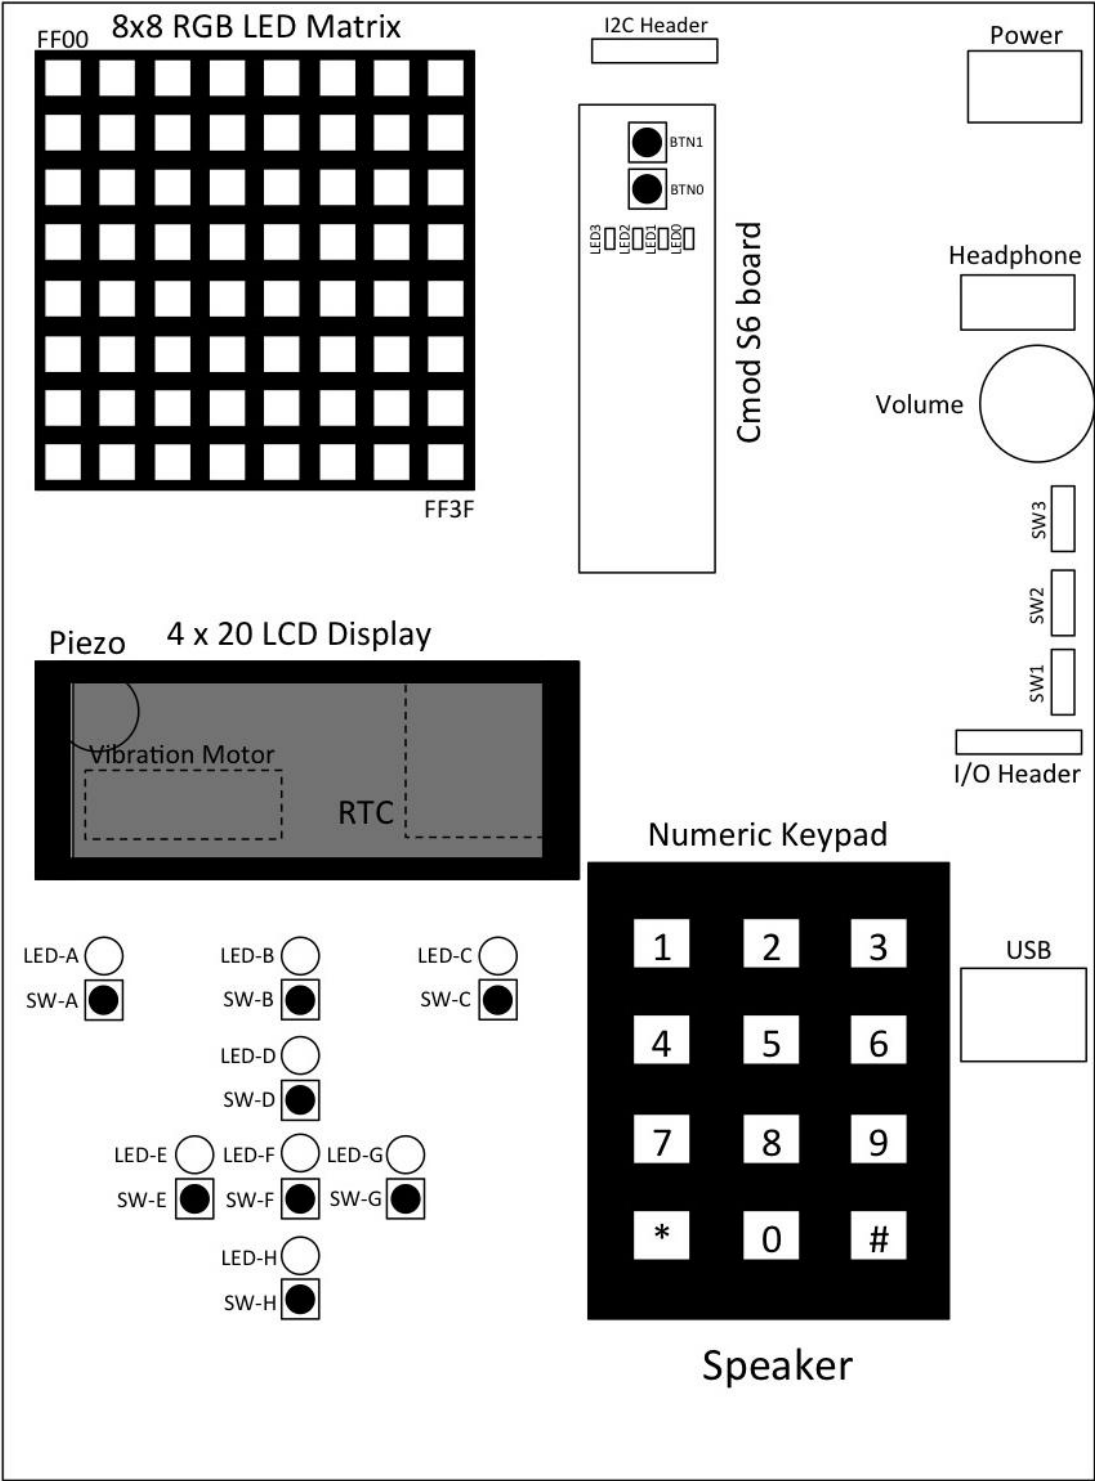 8x8 RGB LED Matrix
FF00
FF3F
I2C Header
BTN1
BTN0
LED3
LED2
LED1
LED0
Cmod S6 board
Power
Headphone
Volume
SW3
SW2
SW1
I/O Header
Piezo
4 x 20 LCD Display
Vibration Motor
RTC
Numeric Keypad
1 2 3
4 5 6
7 8 9
* 0 #
USB
LED-A
SW-A
LED-B
SW-B
LED-C
SW-C
LED-D
SW-D
LED-E
SW-E
LED-F
SW-F
LED-G
SW-G
LED-H
SW-H
Speaker